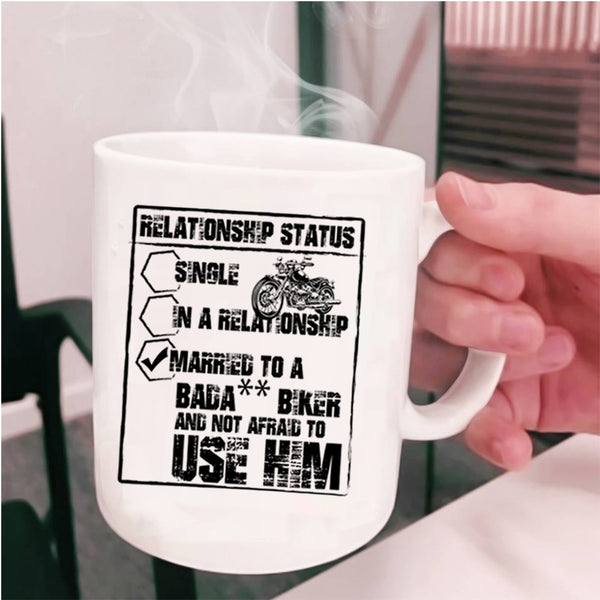 RELATIONSHIP STATUS
SINGLE
IN A RELATIONSHIP
MARRIED TO A
BADA** BIKER
AND NOT AFRAID TO
USE HIM